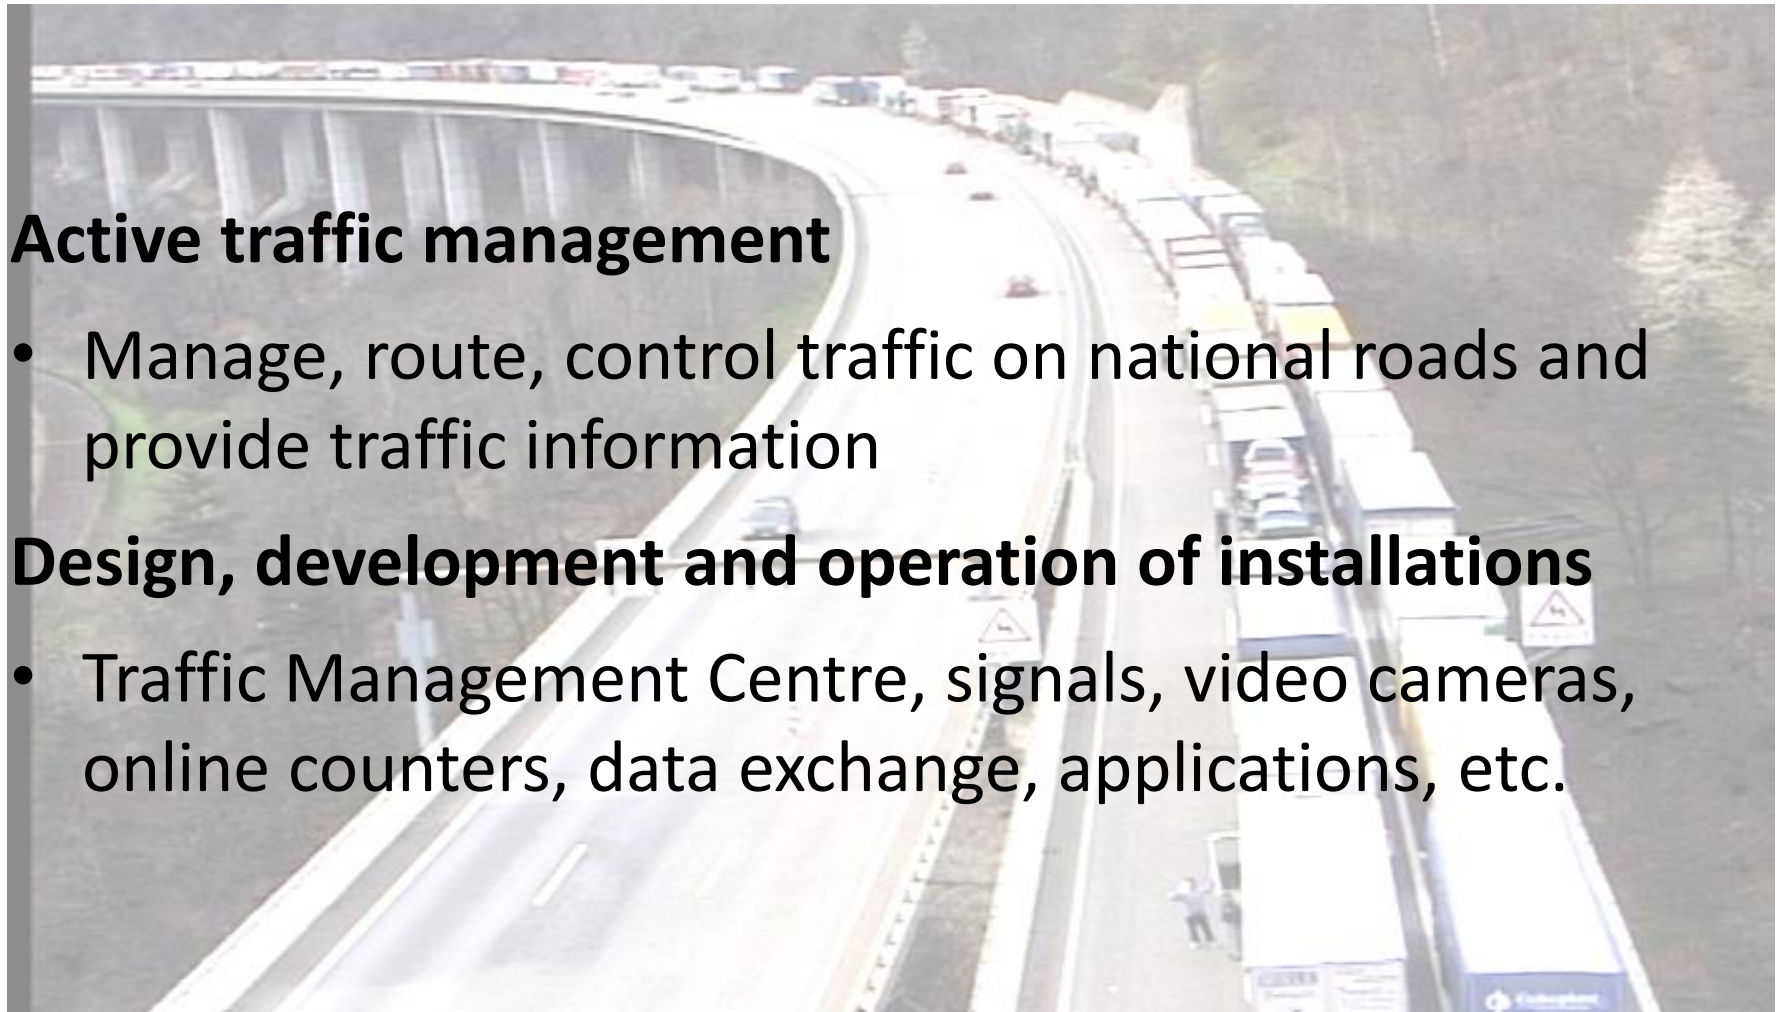 Active traffic management
• Manage, route, control traffic on national roads and
provide traffic information
Design, development and operation of installations
• Traffic Management Centre, signals, video cameras,
online counters, data exchange, applications, etc.